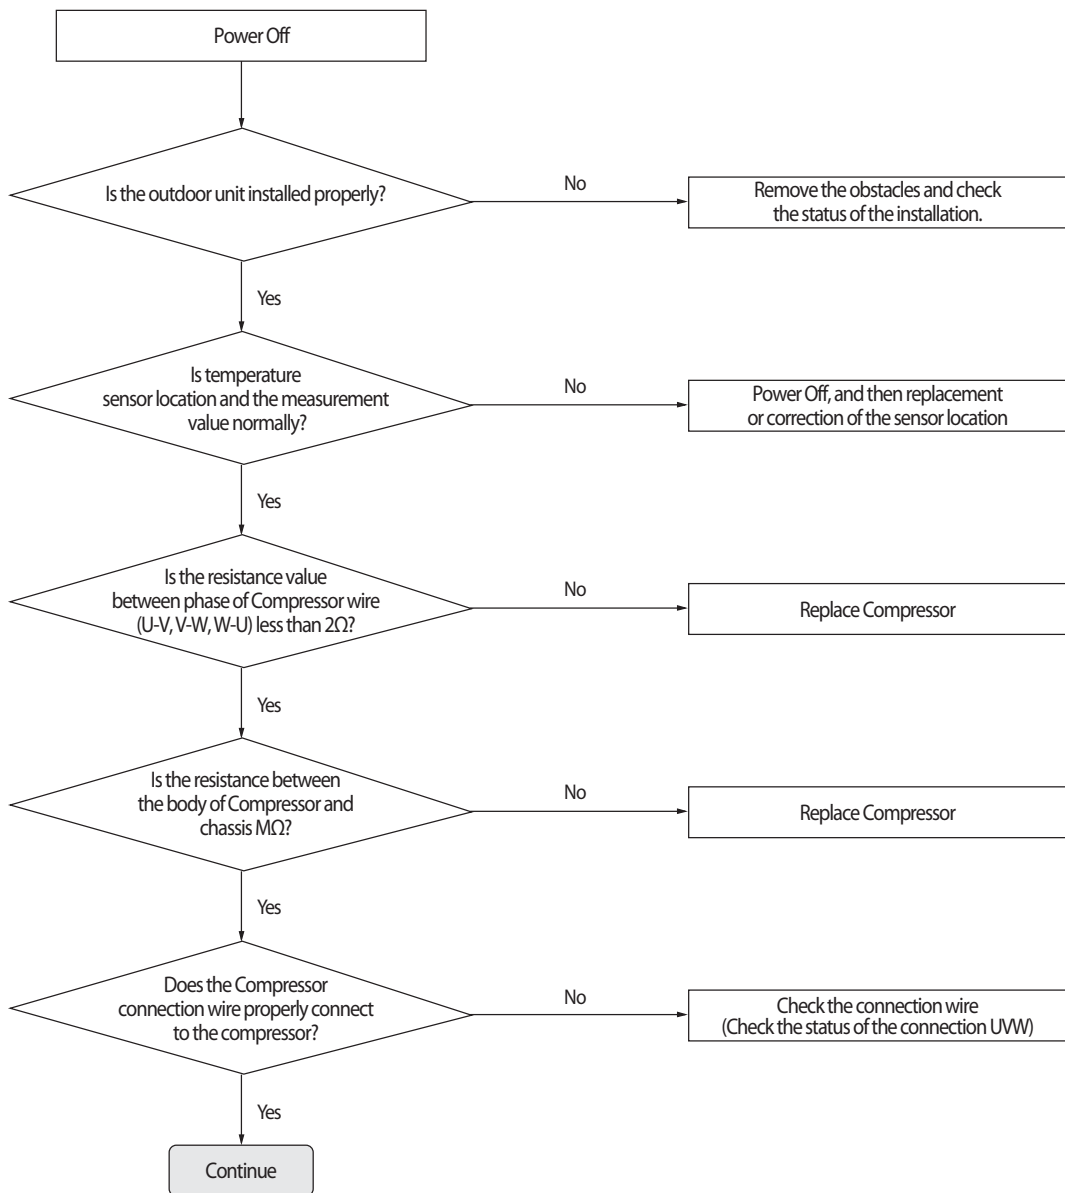 Power Off
Is the outdoor unit installed properly?
No
Remove the obstacles and check
the status of the installation.
Yes
Is temperature
sensor location and the measurement
value normally?
No
Power Off, and then replacement
or correction of the sensor location
Yes
Is the resistance value
between phase of Compressor wire
(U-V, V-W, W-U) less than 2Ω?
No
Replace Compressor
Yes
Is the resistance between
the body of Compressor and
chassis MΩ?
No
Replace Compressor
Yes
Does the Compressor
connection wire properly connect
to the compressor?
No
Check the connection wire
(Check the status of the connection UVW)
Yes
Continue